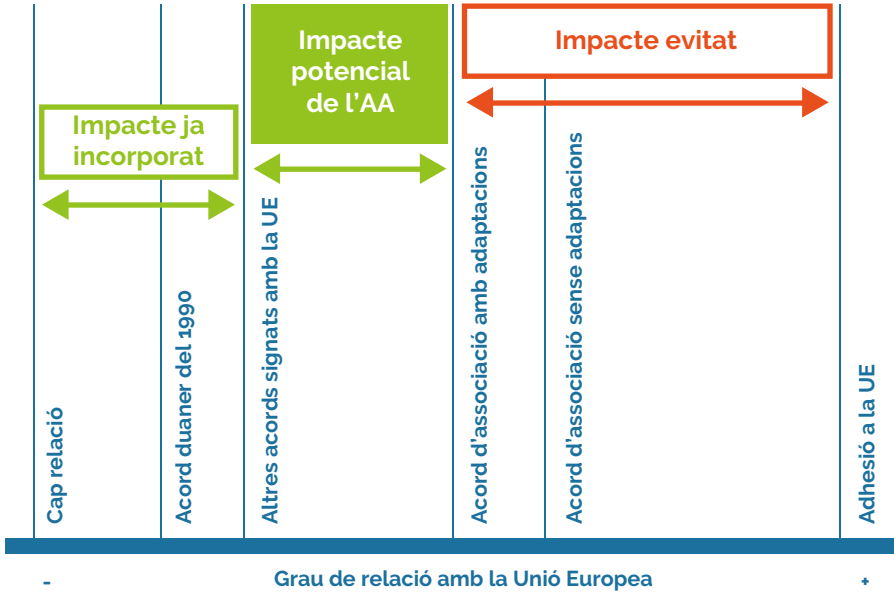 Impacte ja
incorporat
Impacte
potencial
de l'AA
Impacte evitat
Cap relació
Acord duaner del 1990
Altres acords signats amb la UE
Acord d'associació amb adaptacions
Acord d'associació sense adaptacions
Adhesió a la UE
- Grau de relació amb la Unió Europea +